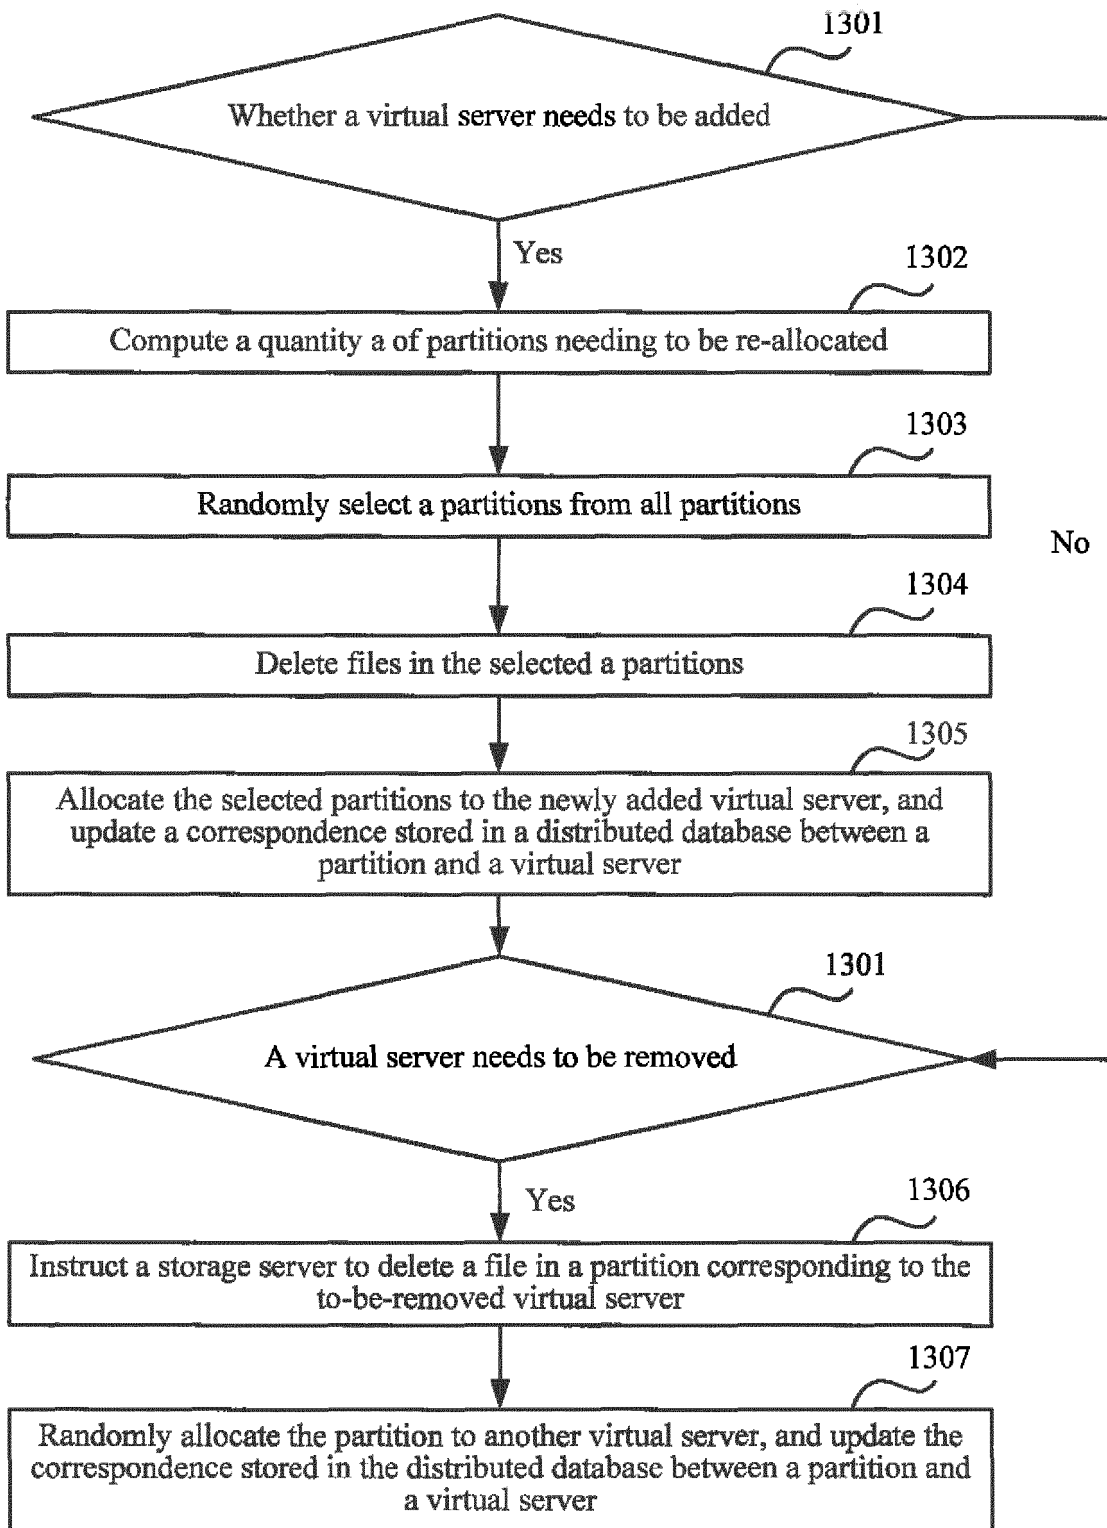 1301
Whether a virtual server needs to be added
Yes
1302
Compute a quantity a of partitions needing to be re-allocated
1303
Randomly select a partitions from all partitions
No
1304
Delete files in the selected a partitions
1305
Allocate the selected partitions to the newly added virtual server, and
update a correspondence stored in a distributed database between a
partition and a virtual server
1301
A virtual server needs to be removed
Yes
1306
Instruct a storage server to delete a file in a partition corresponding to the
to-be-removed virtual server
1307
Randomly allocate the partition to another virtual server, and update the
correspondence stored in the distributed database between a partition and
a virtual server